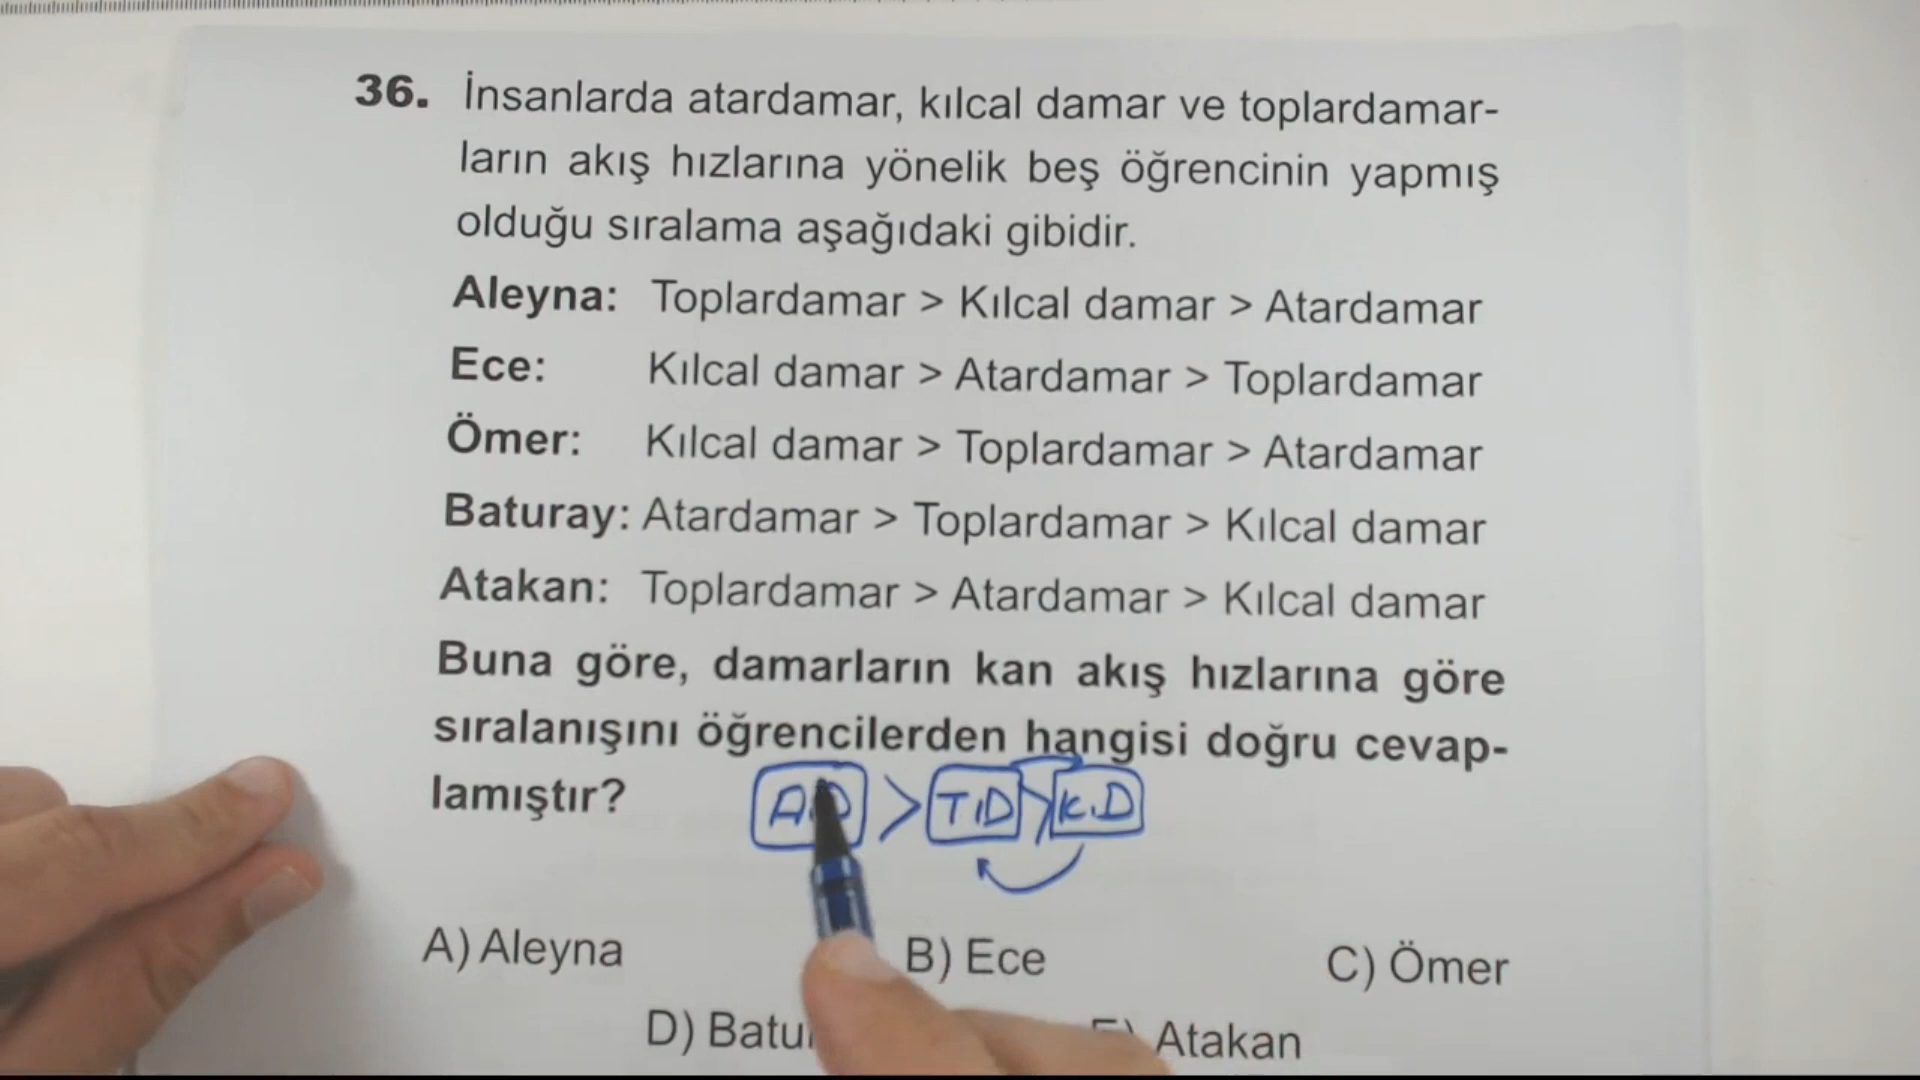 36. İnsanlarda atardamar, kılcal damar ve toplardamar-
ların akış hızlarına yönelik beş öğrencinin yapmış
olduğu sıralama aşağıdaki gibidir.
Aleyna: Toplardamar > Kılcal damar > Atardamar
Ece: Kılcal damar > Atardamar > Toplardamar
Ömer: Kılcal damar > Toplardamar > Atardamar
Baturay: Atardamar > Toplardamar > Kılcal damar
Atakan: Toplardamar > Atardamar > Kılcal damar
Buna göre, damarların kan akış hızlarına göre
sıralanışını öğrencilerden hangisi doğru cevap-
lamıştır?
A.D > T.D > K.D
A) Aleyna B) Ece C) Ömer
D) Batu E) Atakan